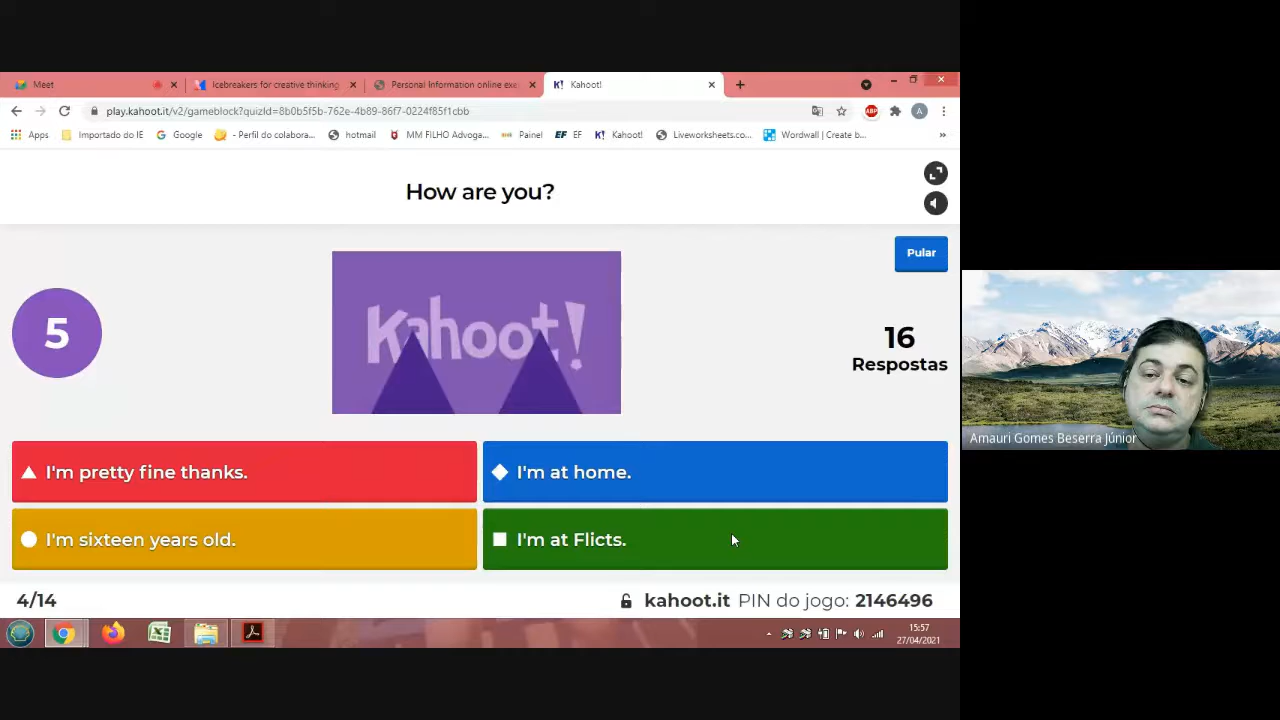 Meet
Icebreakers for creative thinking
Personal Information online exe
K! Kahoot!
play.kahoot.it/v2/gameblock?quizId=8b0b5f5b-762e-4b89-86f7-0224f85f1cbb
ABP
A
Apps
Importado do IE
Google
- Perfil do colabora...
hotmail
MM FILHO Advoga...
Painel
EF EF
K! Kahoot!
Liveworksheets.co...
Wordwall | Create b...
»
How are you?
Pular
5
Kahoot!
16
Respostas
I'm pretty fine thanks.
I'm at home.
I'm sixteen years old.
I'm at Flicts.
Amauri Gomes Beserra Júnior
4/14
kahoot.it PIN do jogo: 2146496
15:57
27/04/2021